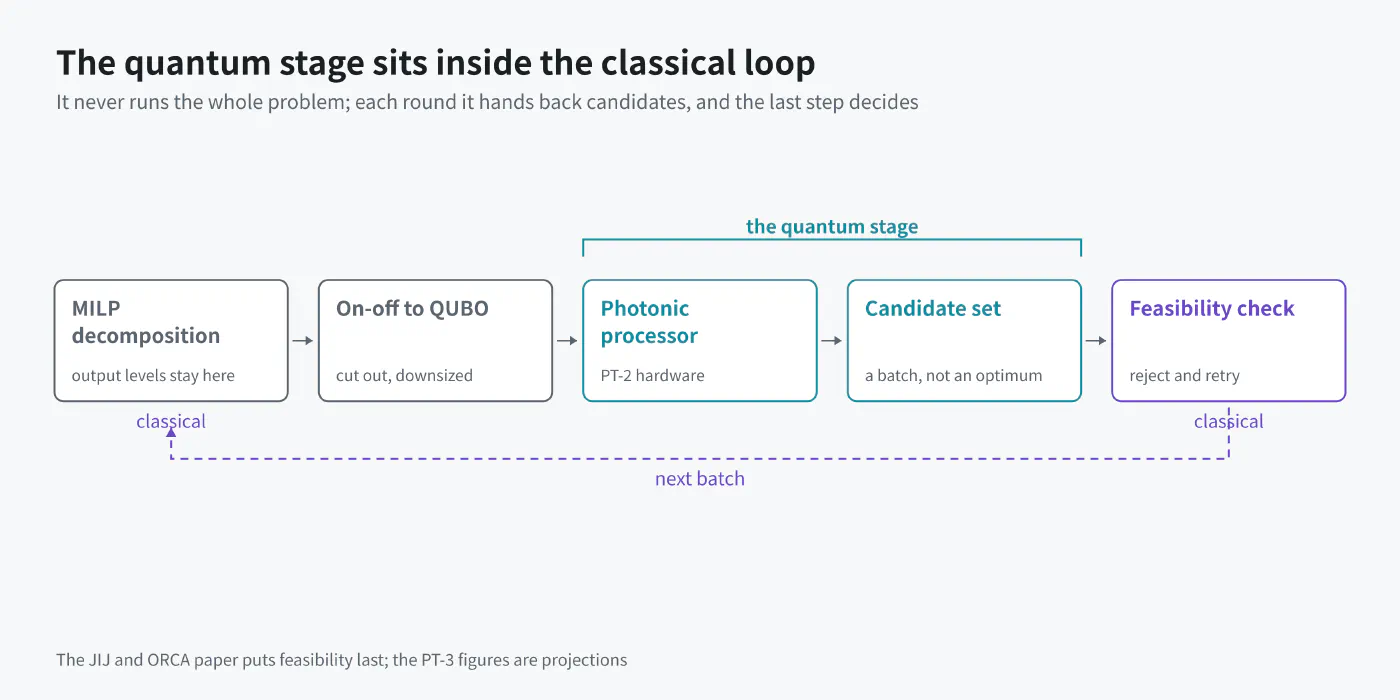 The quantum stage sits inside the classical loop
It never runs the whole problem; each round it hands back candidates, and the last step decides
the quantum stage
MILP
decomposition
output levels stay here
On-off to QUBO
cut out, downsized
Photonic
processor
PT-2 hardware
Candidate set
a batch, not an optimum
Feasibility check
reject and retry
classical
classical
next batch
The JIJ and ORCA paper puts feasibility last; the PT-3 figures are projections